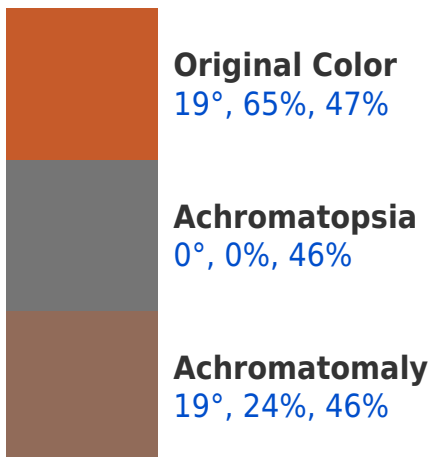 Original Color
19°, 65%, 47%
Achromatopsia
0°, 0%, 46%
Achromatomaly
19°, 24%, 46%